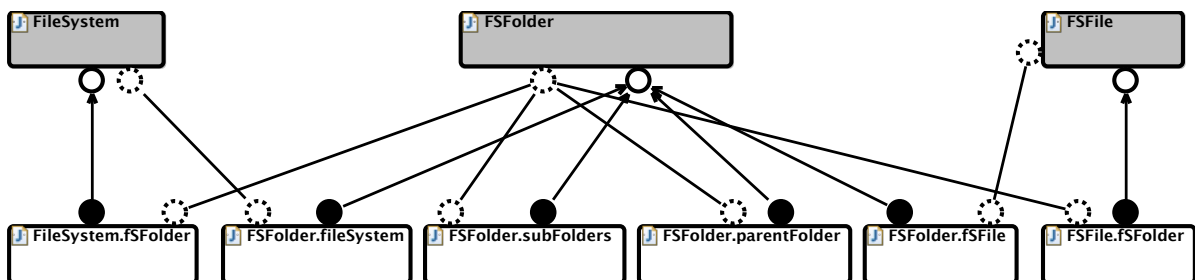 FileSystem
FSFolder
FSFile
FileSystem.fSFolder
FSFolder.fileSystem
FSFolder.subFolders
FSFolder.parentFolder
FSFolder.fSFile
FSFile.fSFolder